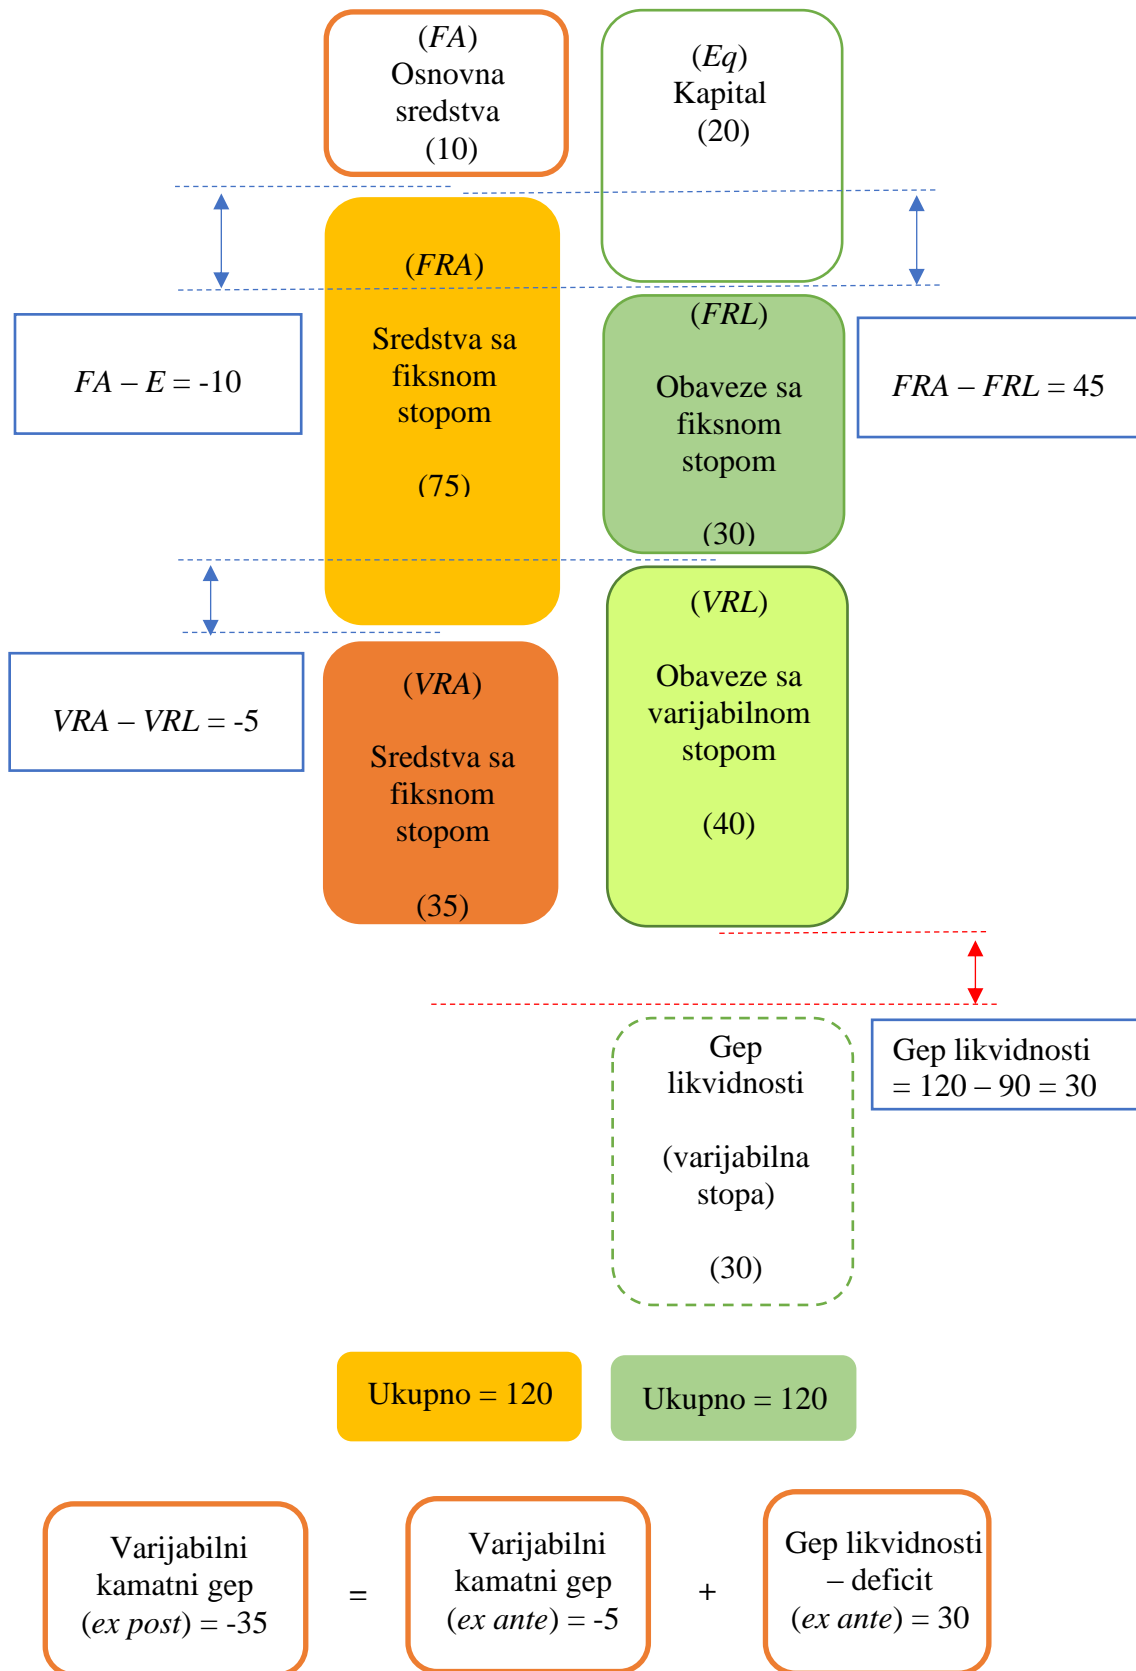 (FA)
Osnovna
sredstva
(10)
(Eq)
Kapital
(20)
(FRA)
Sredstva sa
fiksnom
stopom
(75)
(FRL)
Obaveze sa
fiksnom
stopom
(30)
FA – E = -10
FRA – FRL = 45
(VRA)
Sredstva sa
fiksnom
stopom
(35)
(VRL)
Obaveze sa
varijabilnom
stopom
(40)
VRA – VRL = -5
Gep
likvidnosti
(varijabilna
stopa)
(30)
Gep likvidnosti
= 120 – 90 = 30
Ukupno = 120
Ukupno = 120
Varijabilni
kamatni gep
(ex post) = -35
=
Varijabilni
kamatni gep
(ex ante) = -5
+
Gep likvidnosti
– deficit
(ex ante) = 30